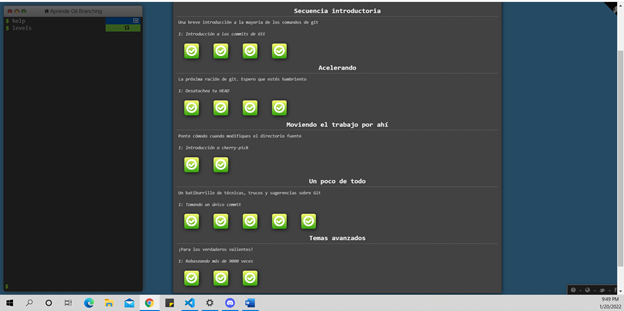 Aprende Git Branching
$ help
$ levels
$
Secuencia introductoria
Una breve introducción a la mayoría de los comandos de git
1: Introducción a los commits de Git
Acelerando
La próxima ración de git. Espero que estés hambriento
1: Desatachea tu HEAD
Moviendo el trabajo por ahí
Ponte cómodo cuando modifiques el directorio fuente
1: Introducción a cherry-pick
Un poco de todo
Un batiburrillo de técnicas, trucos y sugerencias sobre Git
1: Tomando un único commit
Temas avanzados
¡Para los verdaderos valientes!
1: Rebaseando más de 9000 veces
9:49 PM
1/20/2022